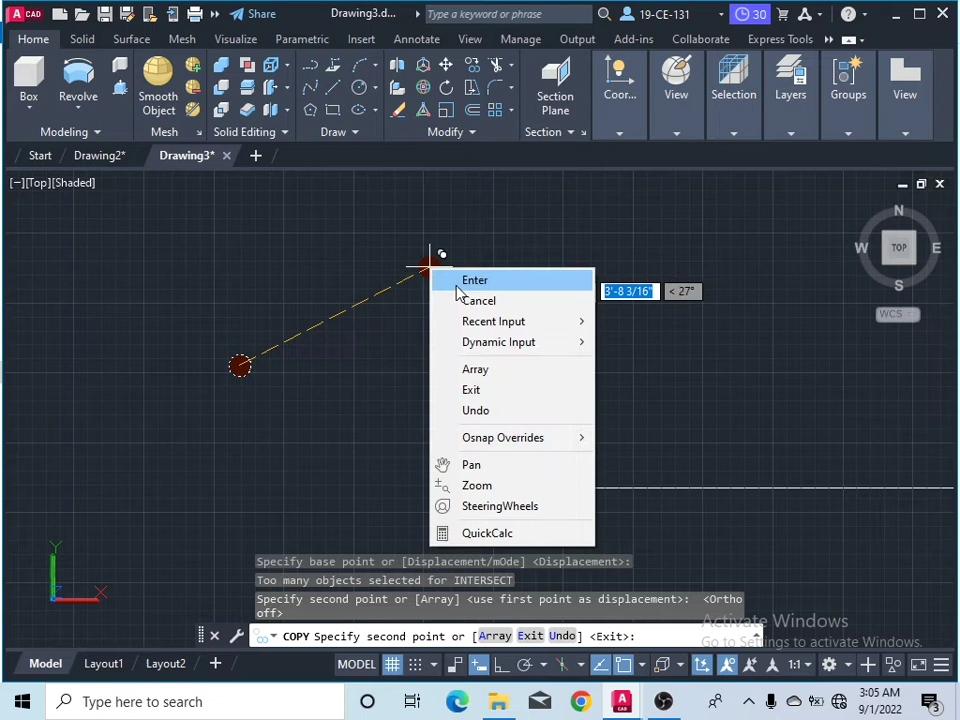 A CAD Share Drawing3.d... Type a keyword or phrase 19-CE-131 30
Home Solid Surface Mesh Visualize Parametric Insert Annotate View Manage Output Add-ins Collaborate Express Tools
Box Revolve Smooth Object Section Plane Coor... View Selection Layers Groups View
Modeling Mesh Solid Editing Draw Modify Section
Start Drawing2* Drawing3*
[−][Top][Shaded]
N
W TOP E
S
WCS
3'-8 3/16" < 27°
Enter
Cancel
Recent Input
Dynamic Input
Array
Exit
Undo
Osnap Overrides
Pan
Zoom
SteeringWheels
QuickCalc
Y
X
Specify base point or [Displacement/mOde] <Displacement>:
Too many objects selected for INTERSECT
Specify second point or [Array] <use first point as displacement>: <Ortho
off>
COPY Specify second point or [Array Exit Undo] <Exit>:
Activate Windows
Go to Settings to activate Windows.
Model Layout1 Layout2 MODEL 1:1
Type here to search
3:05 AM
9/1/2022
3